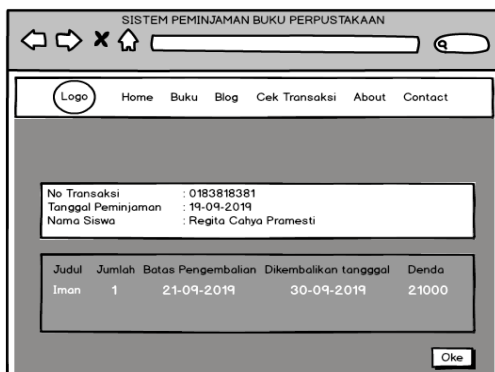 SISTEM PEMINJAMAN BUKU PERPUSTAKAAN
Logo Home Buku Blog Cek Transaksi About Contact
No Transaksi : 0183818381
Tanggal Peminjaman : 19-09-2019
Nama Siswa : Regita Cahya Pramesti
Judul Jumlah Batas Pengembalian Dikembalikan tangggal Denda
Iman 1 21-09-2019 30-09-2019 21000
Oke